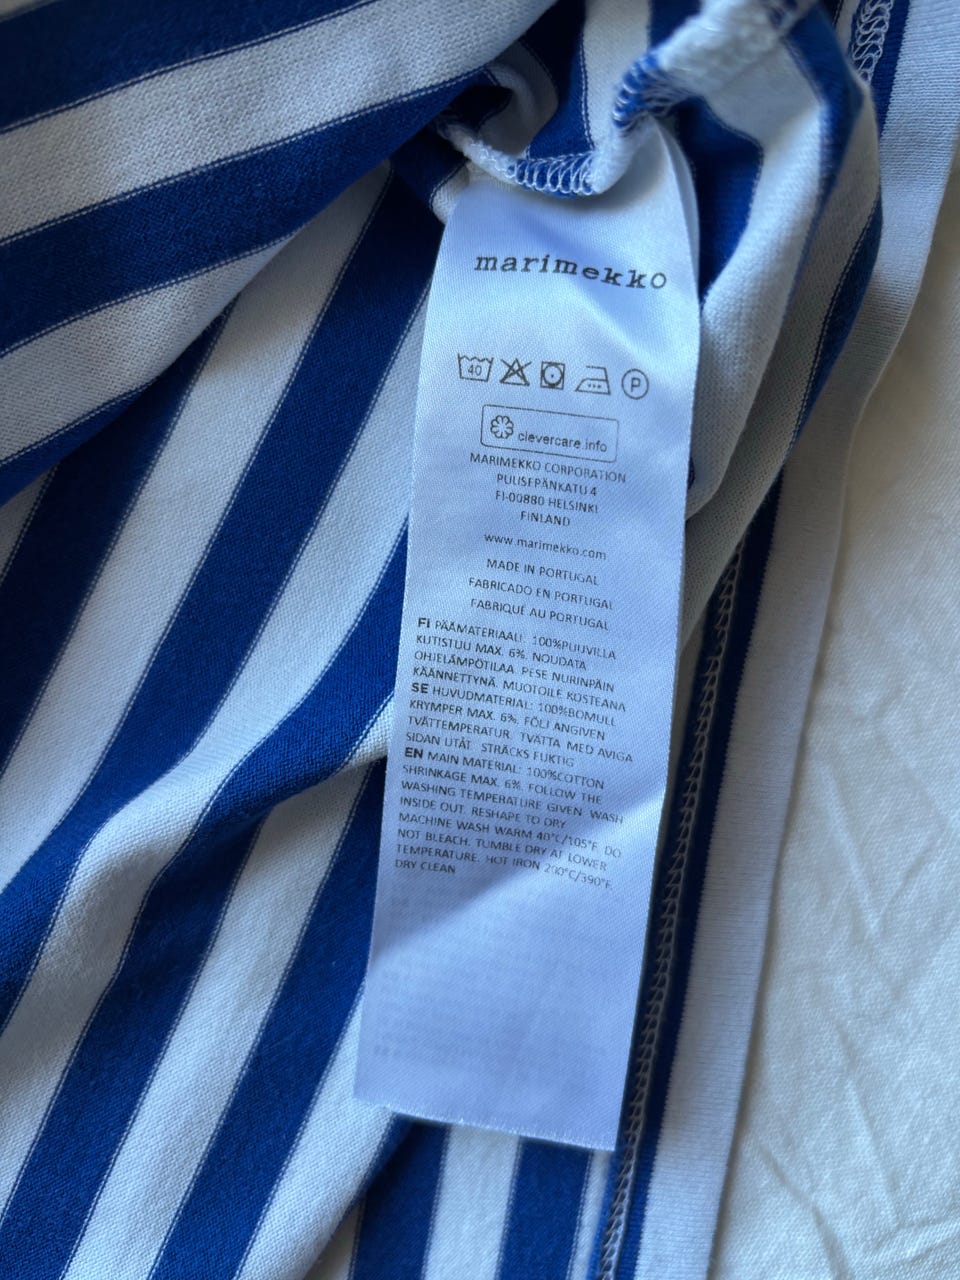 marimekko
40 P
clevercare.info
MARIMEKKO CORPORATION
PUUSEPÄNKATU 4
FI-00880 HELSINKI
FINLAND
www.marimekko.com
MADE IN PORTUGAL
FABRICADO EN PORTUGAL
FABRIQUÉ AU PORTUGAL
FI PÄÄMATERIAALI: 100%PUUVILLA
KUTISTUU MAX. 6%. NOUDATA
OHJELÄMPÖTILAA. PESE NURINPÄIN
KÄÄNNETTYNÄ. MUOTOILE KOSTEANA
SE HUVUDMATERIAL: 100%BOMULL
KRYMPER MAX. 6%. FÖLJ ANGIVEN
TVÄTTEMPERATUR. TVÄTTA MED AVIGA
SIDAN UTÅT. STRÄCKS FUKTIG
EN MAIN MATERIAL: 100%COTTON
SHRINKAGE MAX. 6%. FOLLOW THE
WASHING TEMPERATURE GIVEN. WASH
INSIDE OUT. RESHAPE TO DRY
MACHINE WASH WARM 40°C/105°F. DO
NOT BLEACH. TUMBLE DRY AT LOWER
TEMPERATURE. HOT IRON 200°C/390°F.
DRY CLEAN